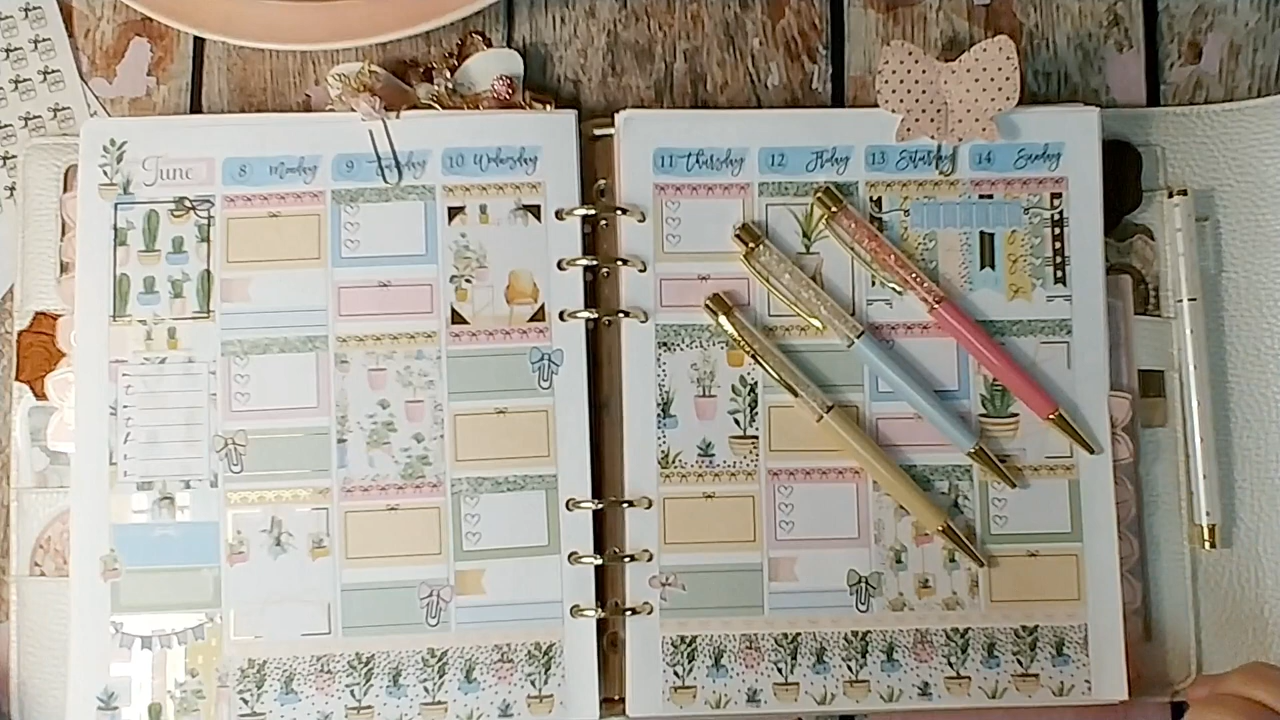 June
8 Monday
9 Tuesday
10 Wednesday
11 Thursday
12 Friday
13 Saturday
14 Sunday